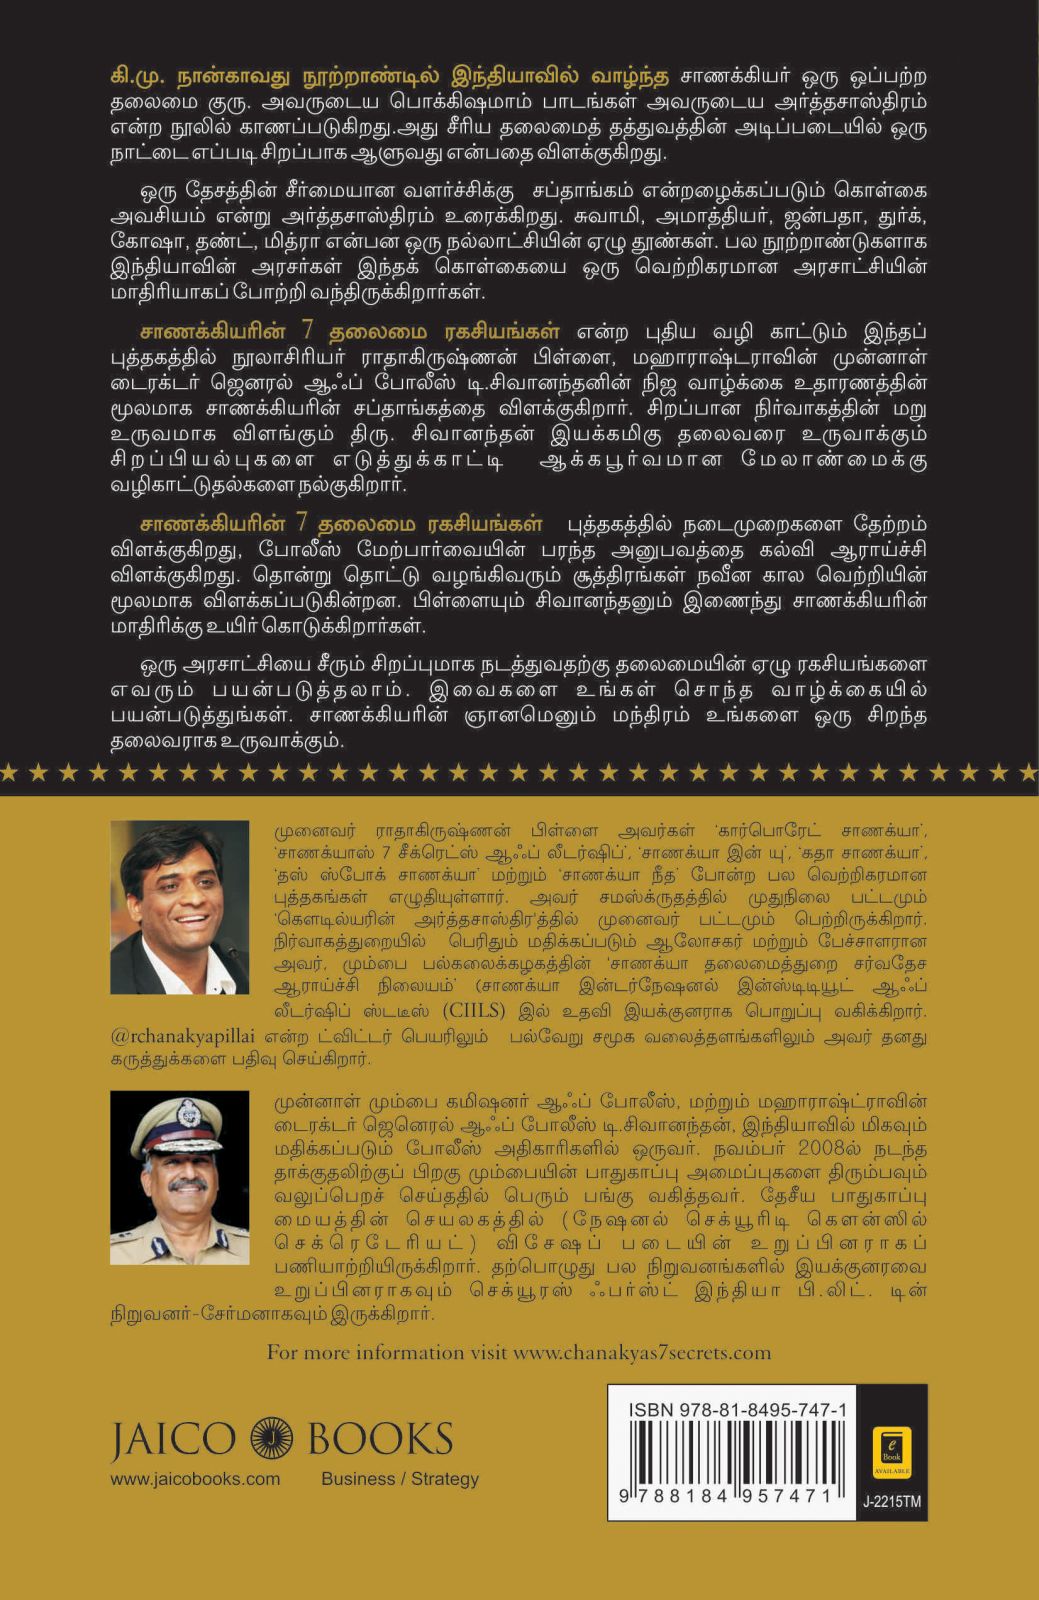 கி.மு. நான்காவது நூற்றாண்டில் இந்தியாவில் வாழ்ந்த சாணக்கியர் ஒரு ஒப்பற்ற
தலைமை குரு. அவருடைய பொக்கிஷமாம் பாடங்கள் அவருடைய அர்த்தசாஸ்திரம்
என்ற நூலில் காணப்படுகிறது.அது சீரிய தலைமைத் தத்துவத்தின் அடிப்படையில் ஒரு
நாட்டை எப்படி சிறப்பாக ஆளுவது என்பதை விளக்குகிறது.
ஒரு தேசத்தின் சீர்மையான வளர்ச்சிக்கு சப்தாங்கம் என்றழைக்கப்படும் கொள்கை
அவசியம் என்று அர்த்தசாஸ்திரம் உரைக்கிறது. சுவாமி, அமாத்தியர், ஜன்பதா, துர்க்,
கோஷா, தண்ட், மித்ரா என்பன ஒரு நல்லாட்சியின் ஏழு தூண்கள். பல நூற்றாண்டுகளாக
இந்தியாவின் அரசர்கள் இந்தக் கொள்கையை ஒரு வெற்றிகரமான அரசாட்சியின்
மாதிரியாகப் போற்றி வந்திருக்கிறார்கள்.
சாணக்கியரின் 7 தலைமை ரகசியங்கள் என்ற புதிய வழி காட்டும் இந்தப்
புத்தகத்தில் நூலாசிரியர் ராதாகிருஷ்ணன் பிள்ளை, மஹாராஷ்டராவின் முன்னாள்
டைரக்டர் ஜெனரல் ஆஃப் போலீஸ் டி.சிவானந்தனின் நிஜ வாழ்க்கை உதாரணத்தின்
மூலமாக சாணக்கியரின் சப்தாங்கத்தை விளக்குகிறார். சிறப்பான நிர்வாகத்தின் மறு
உருவமாக விளங்கும் திரு. சிவானந்தன் இயக்கமிகு தலைவரை உருவாக்கும்
சிறப்பியல்புகளை எடுத்துக்காட்டி ஆக்கபூர்வமான மேலாண்மைக்கு
வழிகாட்டுதல்களை நல்குகிறார்.
சாணக்கியரின் 7 தலைமை ரகசியங்கள் புத்தகத்தில் நடைமுறைகளை தேற்றம்
விளக்குகிறது, போலீஸ் மேற்பார்வையின் பரந்த அனுபவத்தை கல்வி ஆராய்ச்சி
விளக்குகிறது. தொன்று தொட்டு வழங்கிவரும் சூத்திரங்கள் நவீன கால வெற்றியின்
மூலமாக விளக்கப்படுகின்றன. பிள்ளையும் சிவானந்தனும் இணைந்து சாணக்கியரின்
மாதிரிக்கு உயிர் கொடுக்கிறார்கள்.
ஒரு அரசாட்சியை சீரும் சிறப்புமாக நடத்துவதற்கு தலைமையின் ஏழு ரகசியங்களை
எவரும் பயன்படுத்தலாம். இவைகளை உங்கள் சொந்த வாழ்க்கையில்
பயன்படுத்துங்கள். சாணக்கியரின் ஞானமெனும் மந்திரம் உங்களை ஒரு சிறந்த
தலைவராக உருவாக்கும்.
முனைவர் ராதாகிருஷ்ணன் பிள்ளை அவர்கள் ‘கார்பொரேட் சாணக்யா’,
‘சாணக்யாஸ் 7 சீக்ரெட்ஸ் ஆஃப் லீடர்ஷிப்’, ‘சாணக்யா இன் யு’, ‘கதா சாணக்யா’,
‘தஸ் ஸ்போக் சாணக்யா’ மற்றும் ‘சாணக்யா நீத’ போன்ற பல வெற்றிகரமான
புத்தகங்கள் எழுதியுள்ளார். அவர் சமஸ்க்ருதத்தில் முதுநிலை பட்டமும்
‘கௌடில்யரின் அர்த்தசாஸ்திர’த்தில் முனைவர் பட்டமும் பெற்றிருக்கிறார்.
நிர்வாகத்துறையில் பெரிதும் மதிக்கப்படும் ஆலோசகர் மற்றும் பேச்சாளரான
அவர், மும்பை பல்கலைக்கழகத்தின் ‘சாணக்யா தலைமைத்துறை சர்வதேச
ஆராய்ச்சி நிலையம்’ (சாணக்யா இன்டர்நேஷனல் இன்ஸ்டிடியூட் ஆஃப்
லீடர்ஷிப் ஸ்டடீஸ் (CIILS) இல் உதவி இயக்குனராக பொறுப்பு வகிக்கிறார்.
@rchanakyapillai என்ற ட்விட்டர் பெயரிலும் பல்வேறு சமூக வலைத்தளங்களிலும் அவர் தனது
கருத்துக்களை பதிவு செய்கிறார்.
முன்னாள் மும்பை கமிஷனர் ஆஃப் போலீஸ், மற்றும் மஹாராஷ்ட்ராவின்
டைரக்டர் ஜெனெரல் ஆஃப் போலீஸ் டி.சிவானந்தன், இந்தியாவில் மிகவும்
மதிக்கப்படும் போலீஸ் அதிகாரிகளில் ஒருவர். நவம்பர் 2008ல் நடந்த
தாக்குதலிற்குப் பிறகு மும்பையின் பாதுகாப்பு அமைப்புகளை திரும்பவும்
வலுப்பெறச் செய்ததில் பெரும் பங்கு வகித்தவர். தேசீய பாதுகாப்பு
மையத்தின் செயலகத்தில் (நேஷனல் செக்யூரிடி கௌன்ஸில்
செக்ரெடேரியட்) விசேஷப் படையின் உறுப்பினராகப்
பணியாற்றியிருக்கிறார். தற்பொழுது பல நிறுவனங்களில் இயக்குனரவை
உறுப்பினராகவும் செக்யூரஸ் ஃபர்ஸ்ட் இந்தியா பி.லிட். டின்
நிறுவனர்-சேர்மனாகவும் இருக்கிறார்.
For more information visit www.chanakyas7secrets.com
JAICO BOOKS
www.jaicobooks.com Business / Strategy
ISBN 978-81-8495-747-1
9 788184 957471
e Book AVAILABLE
J-2215TM